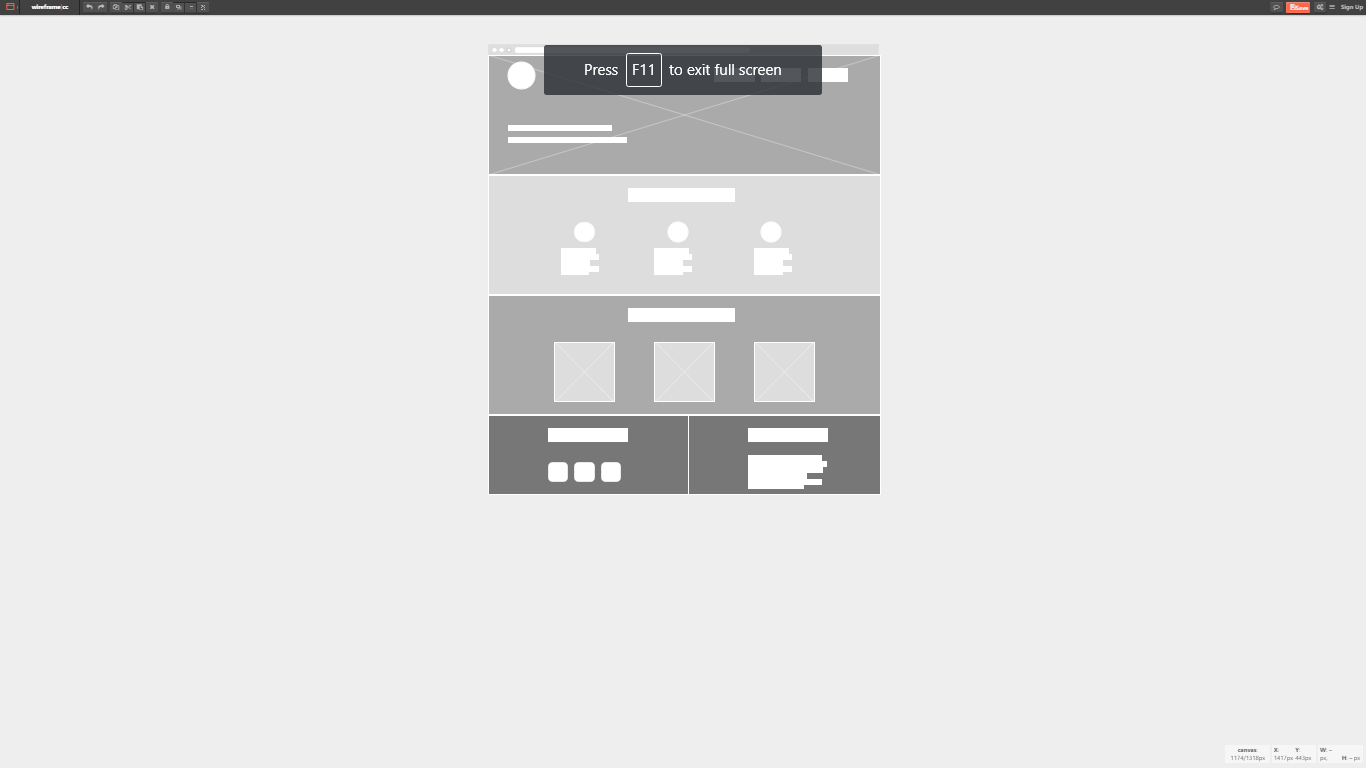 wireframe|cc
Save
Sign Up
Press F11 to exit full screen
canvas: X: Y: W: –
1174/1318px 1417px 443px px, H: – px